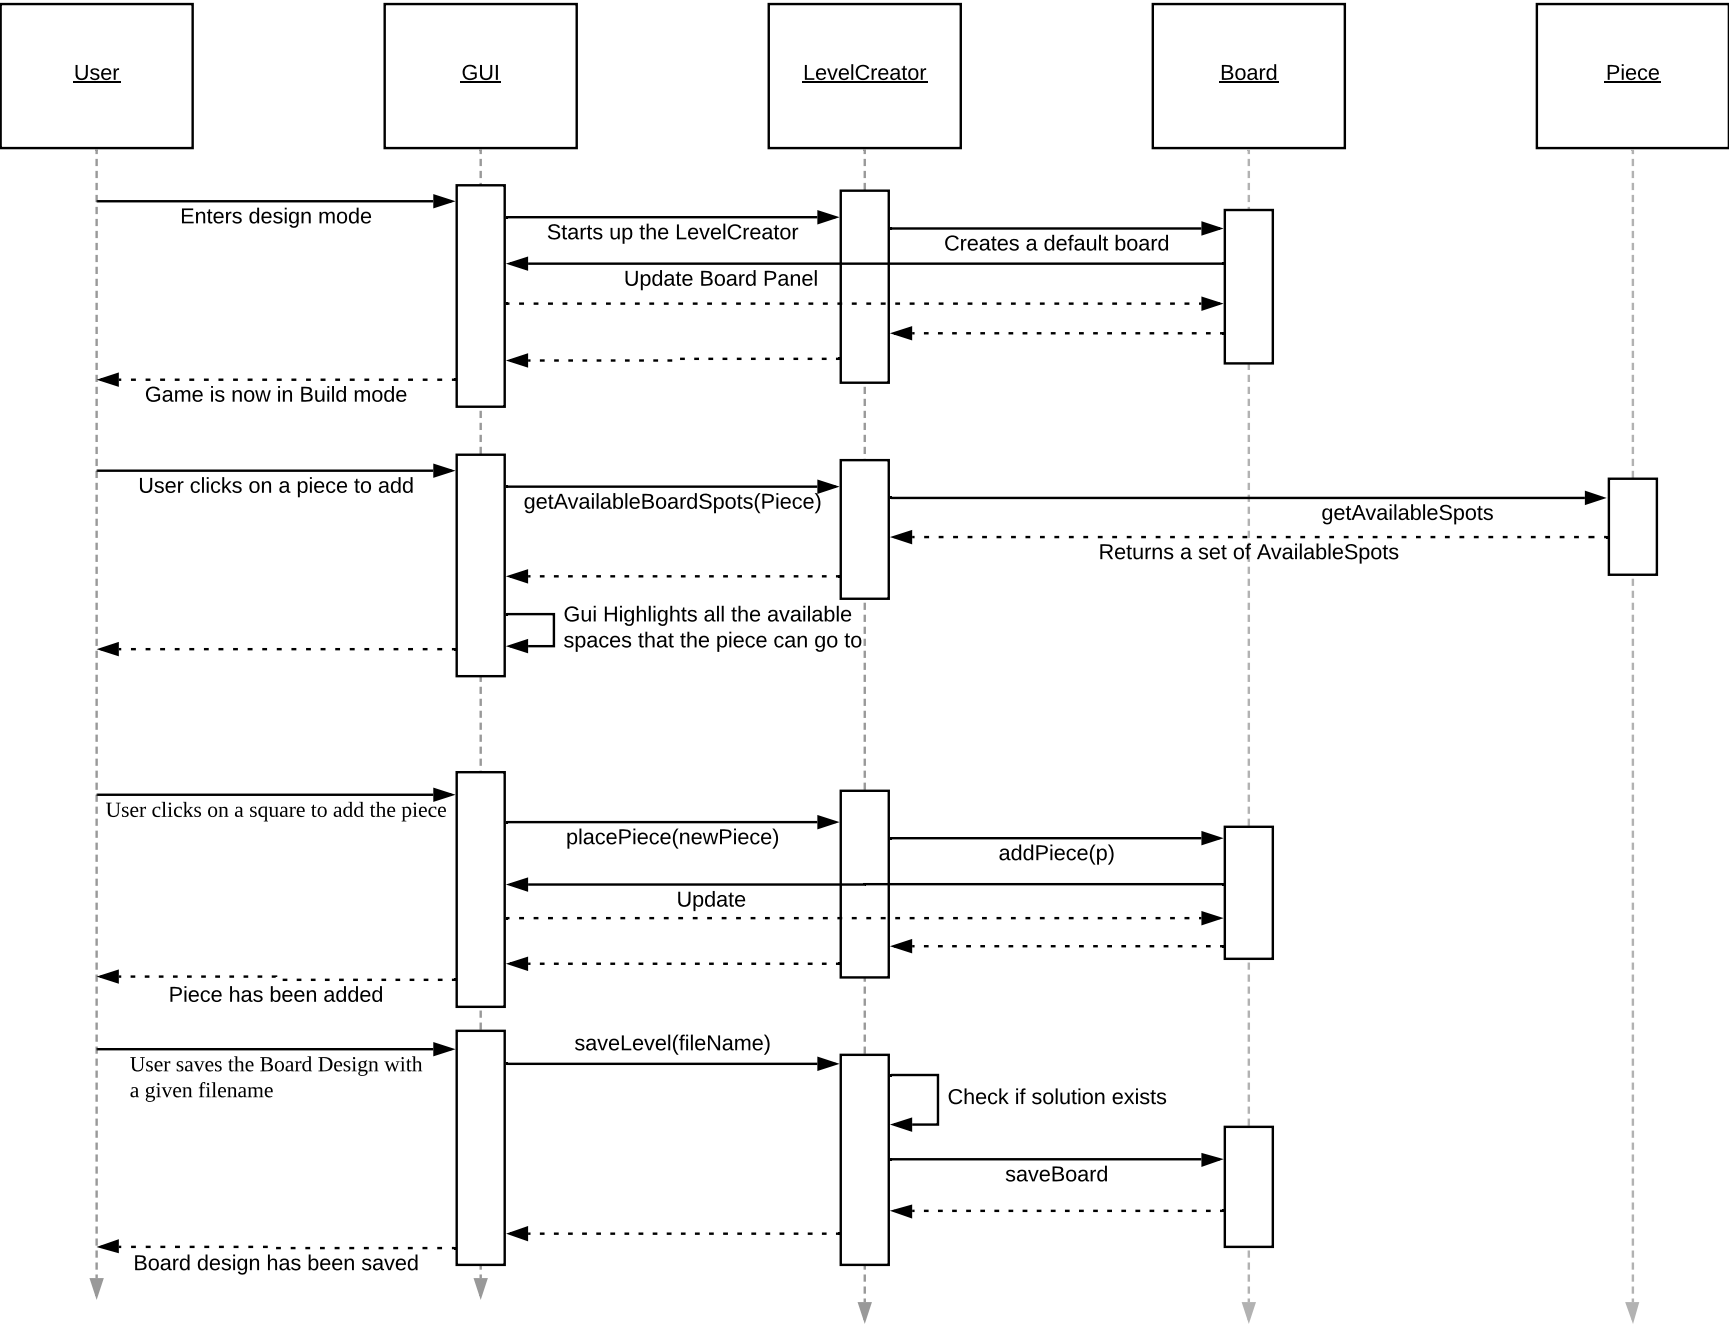 User
GUI
LevelCreator
Board
Piece
Enters design mode
Starts up the LevelCreator
Creates a default board
Update Board Panel
Game is now in Build mode
User clicks on a piece to add
getAvailableBoardSpots(Piece)
getAvailableSpots
Returns a set of AvailableSpots
Gui Highlights all the available
spaces that the piece can go to
User clicks on a square to add the piece
placePiece(newPiece)
addPiece(p)
Update
Piece has been added
saveLevel(fileName)
User saves the Board Design with
a given filename
Check if solution exists
saveBoard
Board design has been saved